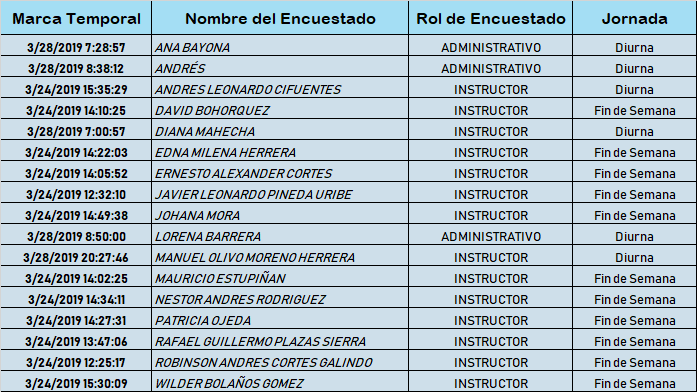 Marca Temporal Nombre del Encuestado Rol de Encuestado Jornada
3/28/2019 7:28:57 ANA BAYONA ADMINISTRATIVO Diurna
3/28/2019 8:38:12 ANDRÉS ADMINISTRATIVO Diurna
3/24/2019 15:35:29 ANDRES LEONARDO CIFUENTES INSTRUCTOR Diurna
3/24/2019 14:10:25 DAVID BOHORQUEZ INSTRUCTOR Fin de Semana
3/28/2019 7:00:57 DIANA MAHECHA INSTRUCTOR Diurna
3/24/2019 14:22:03 EDNA MILENA HERRERA INSTRUCTOR Fin de Semana
3/24/2019 14:05:52 ERNESTO ALEXANDER CORTES INSTRUCTOR Fin de Semana
3/24/2019 12:32:10 JAVIER LEONARDO PINEDA URIBE INSTRUCTOR Fin de Semana
3/24/2019 14:49:38 JOHANA MORA INSTRUCTOR Fin de Semana
3/28/2019 8:50:00 LORENA BARRERA ADMINISTRATIVO Diurna
3/28/2019 20:27:46 MANUEL OLIVO MORENO HERRERA INSTRUCTOR Diurna
3/24/2019 14:02:25 MAURICIO ESTUPIÑAN INSTRUCTOR Fin de Semana
3/24/2019 14:34:11 NESTOR ANDRES RODRIGUEZ INSTRUCTOR Fin de Semana
3/24/2019 14:27:31 PATRICIA OJEDA INSTRUCTOR Fin de Semana
3/24/2019 13:47:06 RAFAEL GUILLERMO PLAZAS SIERRA INSTRUCTOR Fin de Semana
3/24/2019 12:25:17 ROBINSON ANDRES CORTES GALINDO INSTRUCTOR Fin de Semana
3/24/2019 15:30:09 WILDER BOLAÑOS GOMEZ INSTRUCTOR Fin de Semana